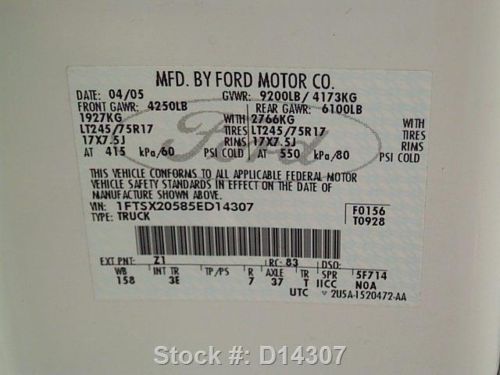 MFD. BY FORD MOTOR CO.
DATE: 04/05 GVWR: 9200LB/4173KG
FRONT GAWR: 4250LB REAR GAWR: 6100LB
1927KG WITH 2766KG WITH
LT245/75R17 TIRES LT245/75R17 TIRES
17X7.5J RIMS 17X7.5J RIMS
AT 415 kPa/60 PSI COLD AT 550 kPa/80 PSI COLD
THIS VEHICLE CONFORMS TO ALL APPLICABLE FEDERAL MOTOR
VEHICLE SAFETY STANDARDS IN EFFECT ON THE DATE OF
MANUFACTURE SHOWN ABOVE.
VIN: 1FTSX20585ED14307 F0156
TYPE: TRUCK T0928
Ford
EXT PNT: Z1 RC: 83 DSO:
WB INT TR TP/PS R AXLE TR SPR 5F714
158 3E 7 37 T IICC N0A
UTC 2U5A-1520472-AA
Stock #: D14307